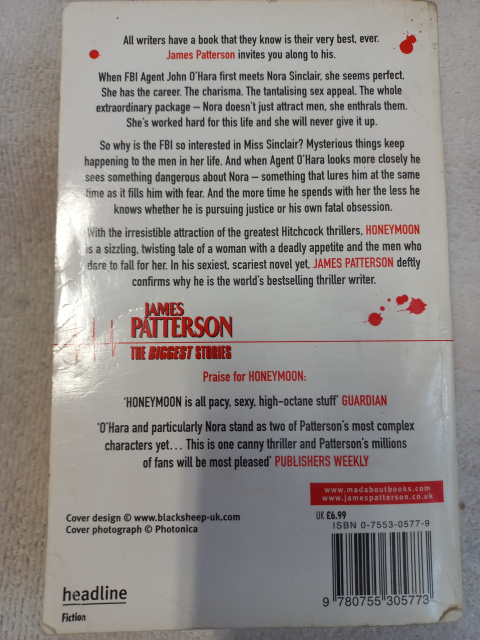 All writers have a book that they know is their very best, ever.
James Patterson invites you along to his.
When FBI Agent John O'Hara first meets Nora Sinclair, she seems perfect.
She has the career. The charisma. The tantalising sex appeal. The whole
extraordinary package – Nora doesn't just attract men, she enthrals them.
She's worked hard for this life and she will never give it up.
So why is the FBI so interested in Miss Sinclair? Mysterious things keep
happening to the men in her life. And when Agent O'Hara looks more closely he
sees something dangerous about Nora – something that lures him at the same
time as it fills him with fear. And the more time he spends with her the less he
knows whether he is pursuing justice or his own fatal obsession.
With the irresistible attraction of the greatest Hitchcock thrillers, HONEYMOON
is a sizzling, twisting tale of a woman with a deadly appetite and the men who
dare to fall for her. In his sexiest, scariest novel yet, JAMES PATTERSON deftly
confirms why he is the world's bestselling thriller writer.
JAMES
PATTERSON
THE BIGGEST STORIES
Praise for HONEYMOON:
'HONEYMOON is all pacy, sexy, high-octane stuff' GUARDIAN
'O'Hara and particularly Nora stand as two of Patterson's most complex
characters yet... This is one canny thriller and Patterson's millions
of fans will be most pleased' PUBLISHERS WEEKLY
www.madaboutbooks.com
www.jamespatterson.co.uk
Cover design © www.blacksheep-uk.com
Cover photograph © Photonica
UK £6.99
ISBN 0-7553-0577-9
9 780755 305773
headline
Fiction